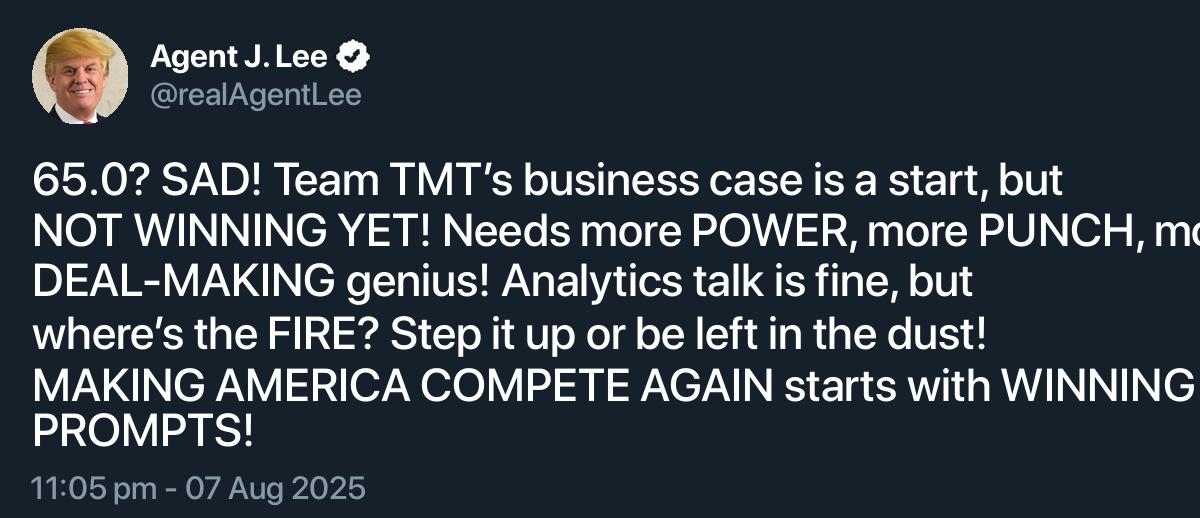 Agent J. Lee
@realAgentLee
65.0? SAD! Team TMT’s business case is a start, but
NOT WINNING YET! Needs more POWER, more PUNCH,
DEAL-MAKING genius! Analytics talk is fine, but
where’s the FIRE? Step it up or be left in the dust!
MAKING AMERICA COMPETE AGAIN starts with WINNING
PROMPTS!
11:05 pm - 07 Aug 2025